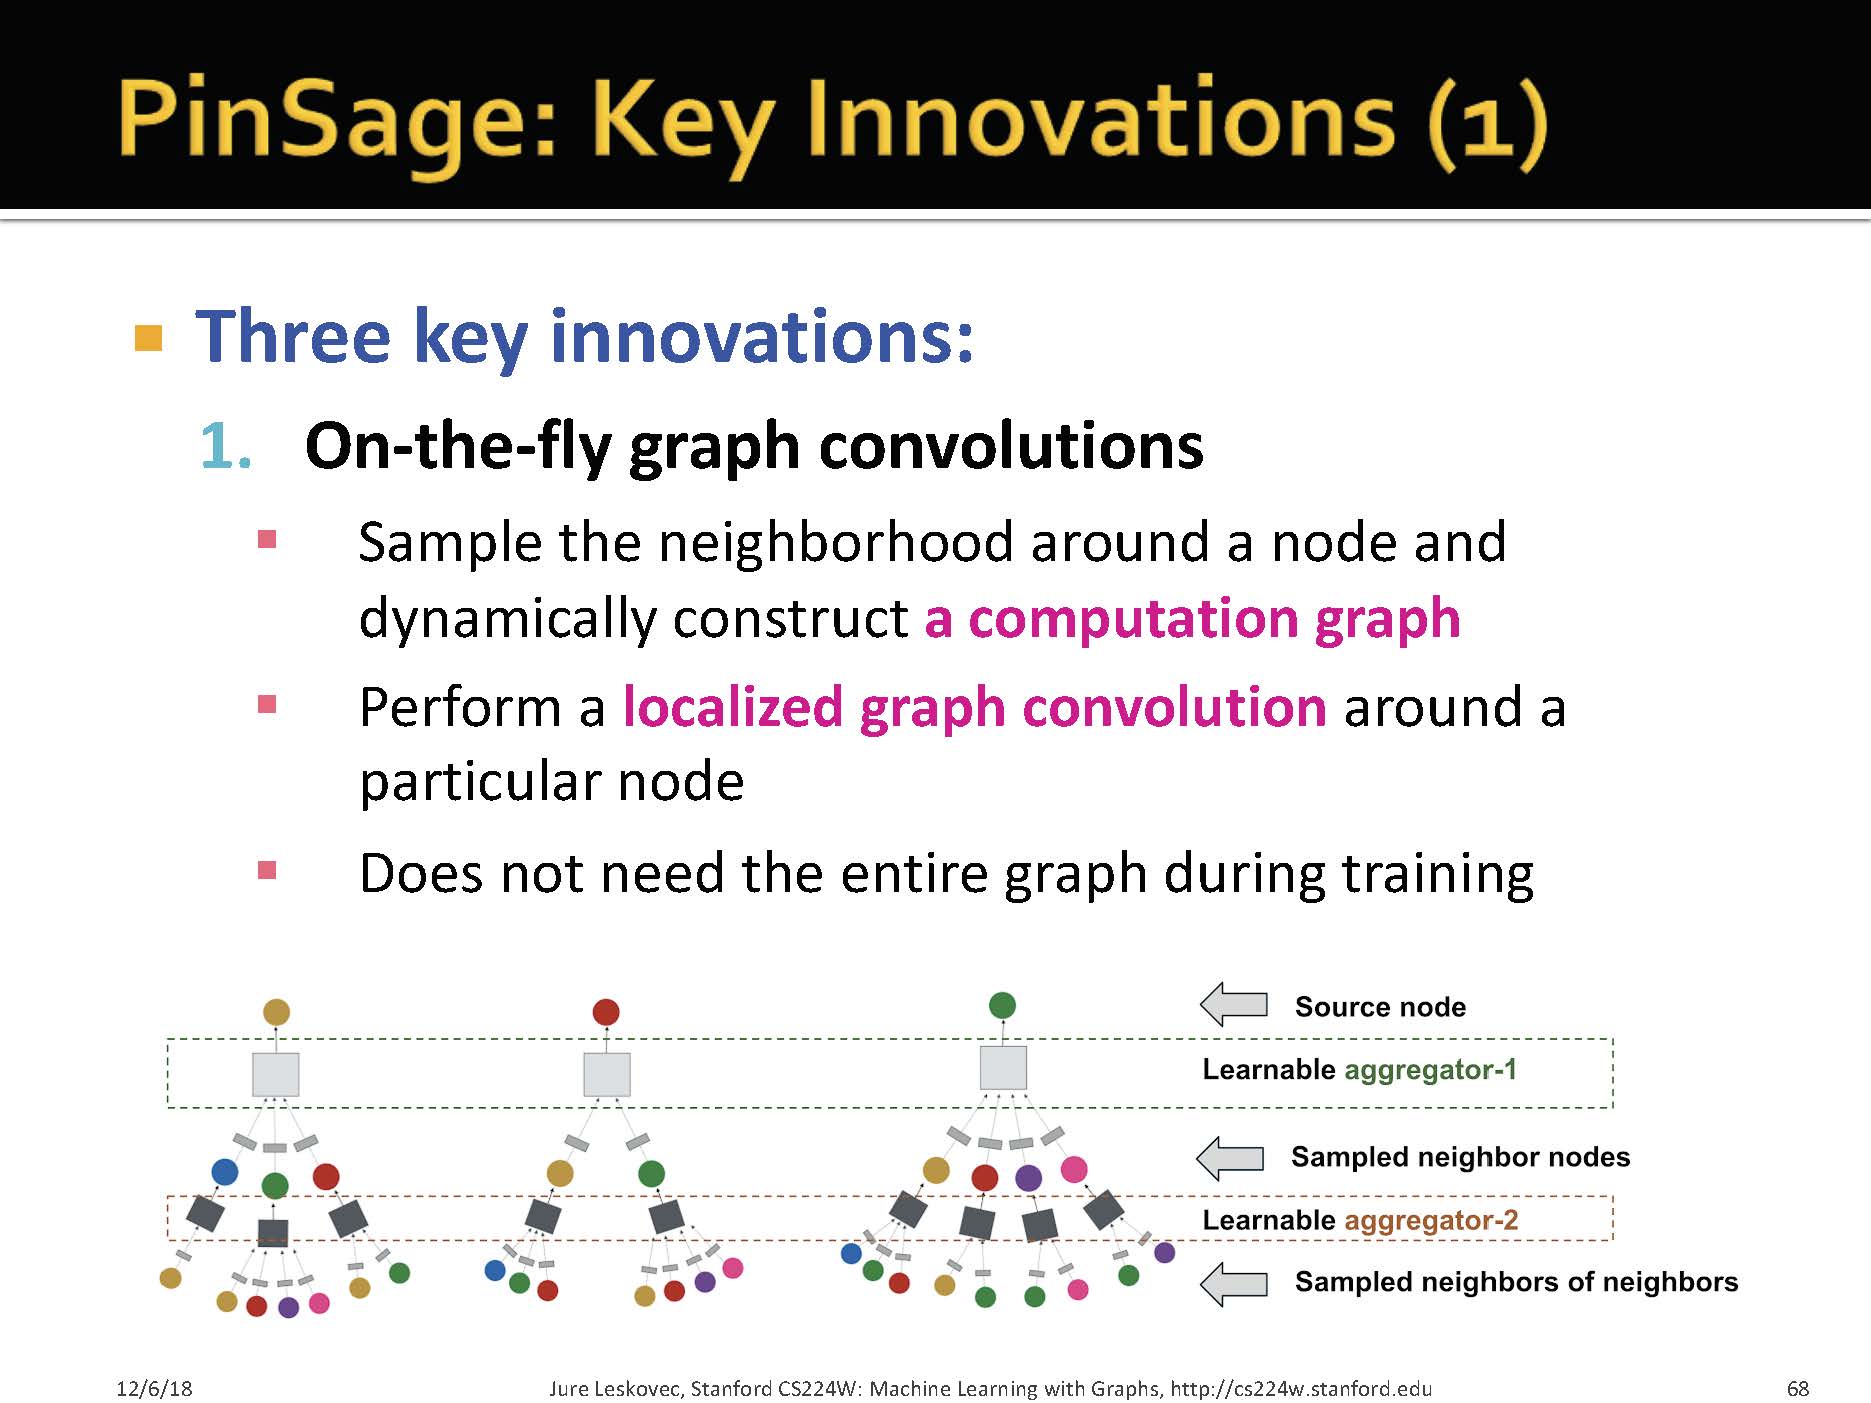 PinSage: Key Innovations (1)
Three key innovations:
1. On-the-fly graph convolutions
Sample the neighborhood around a node and
dynamically construct a computation graph
Perform a localized graph convolution around a
particular node
Does not need the entire graph during training
Source node
Learnable aggregator-1
Sampled neighbor nodes
Learnable aggregator-2
Sampled neighbors of neighbors
12/6/18
Jure Leskovec, Stanford CS224W: Machine Learning with Graphs, http://cs224w.stanford.edu
68